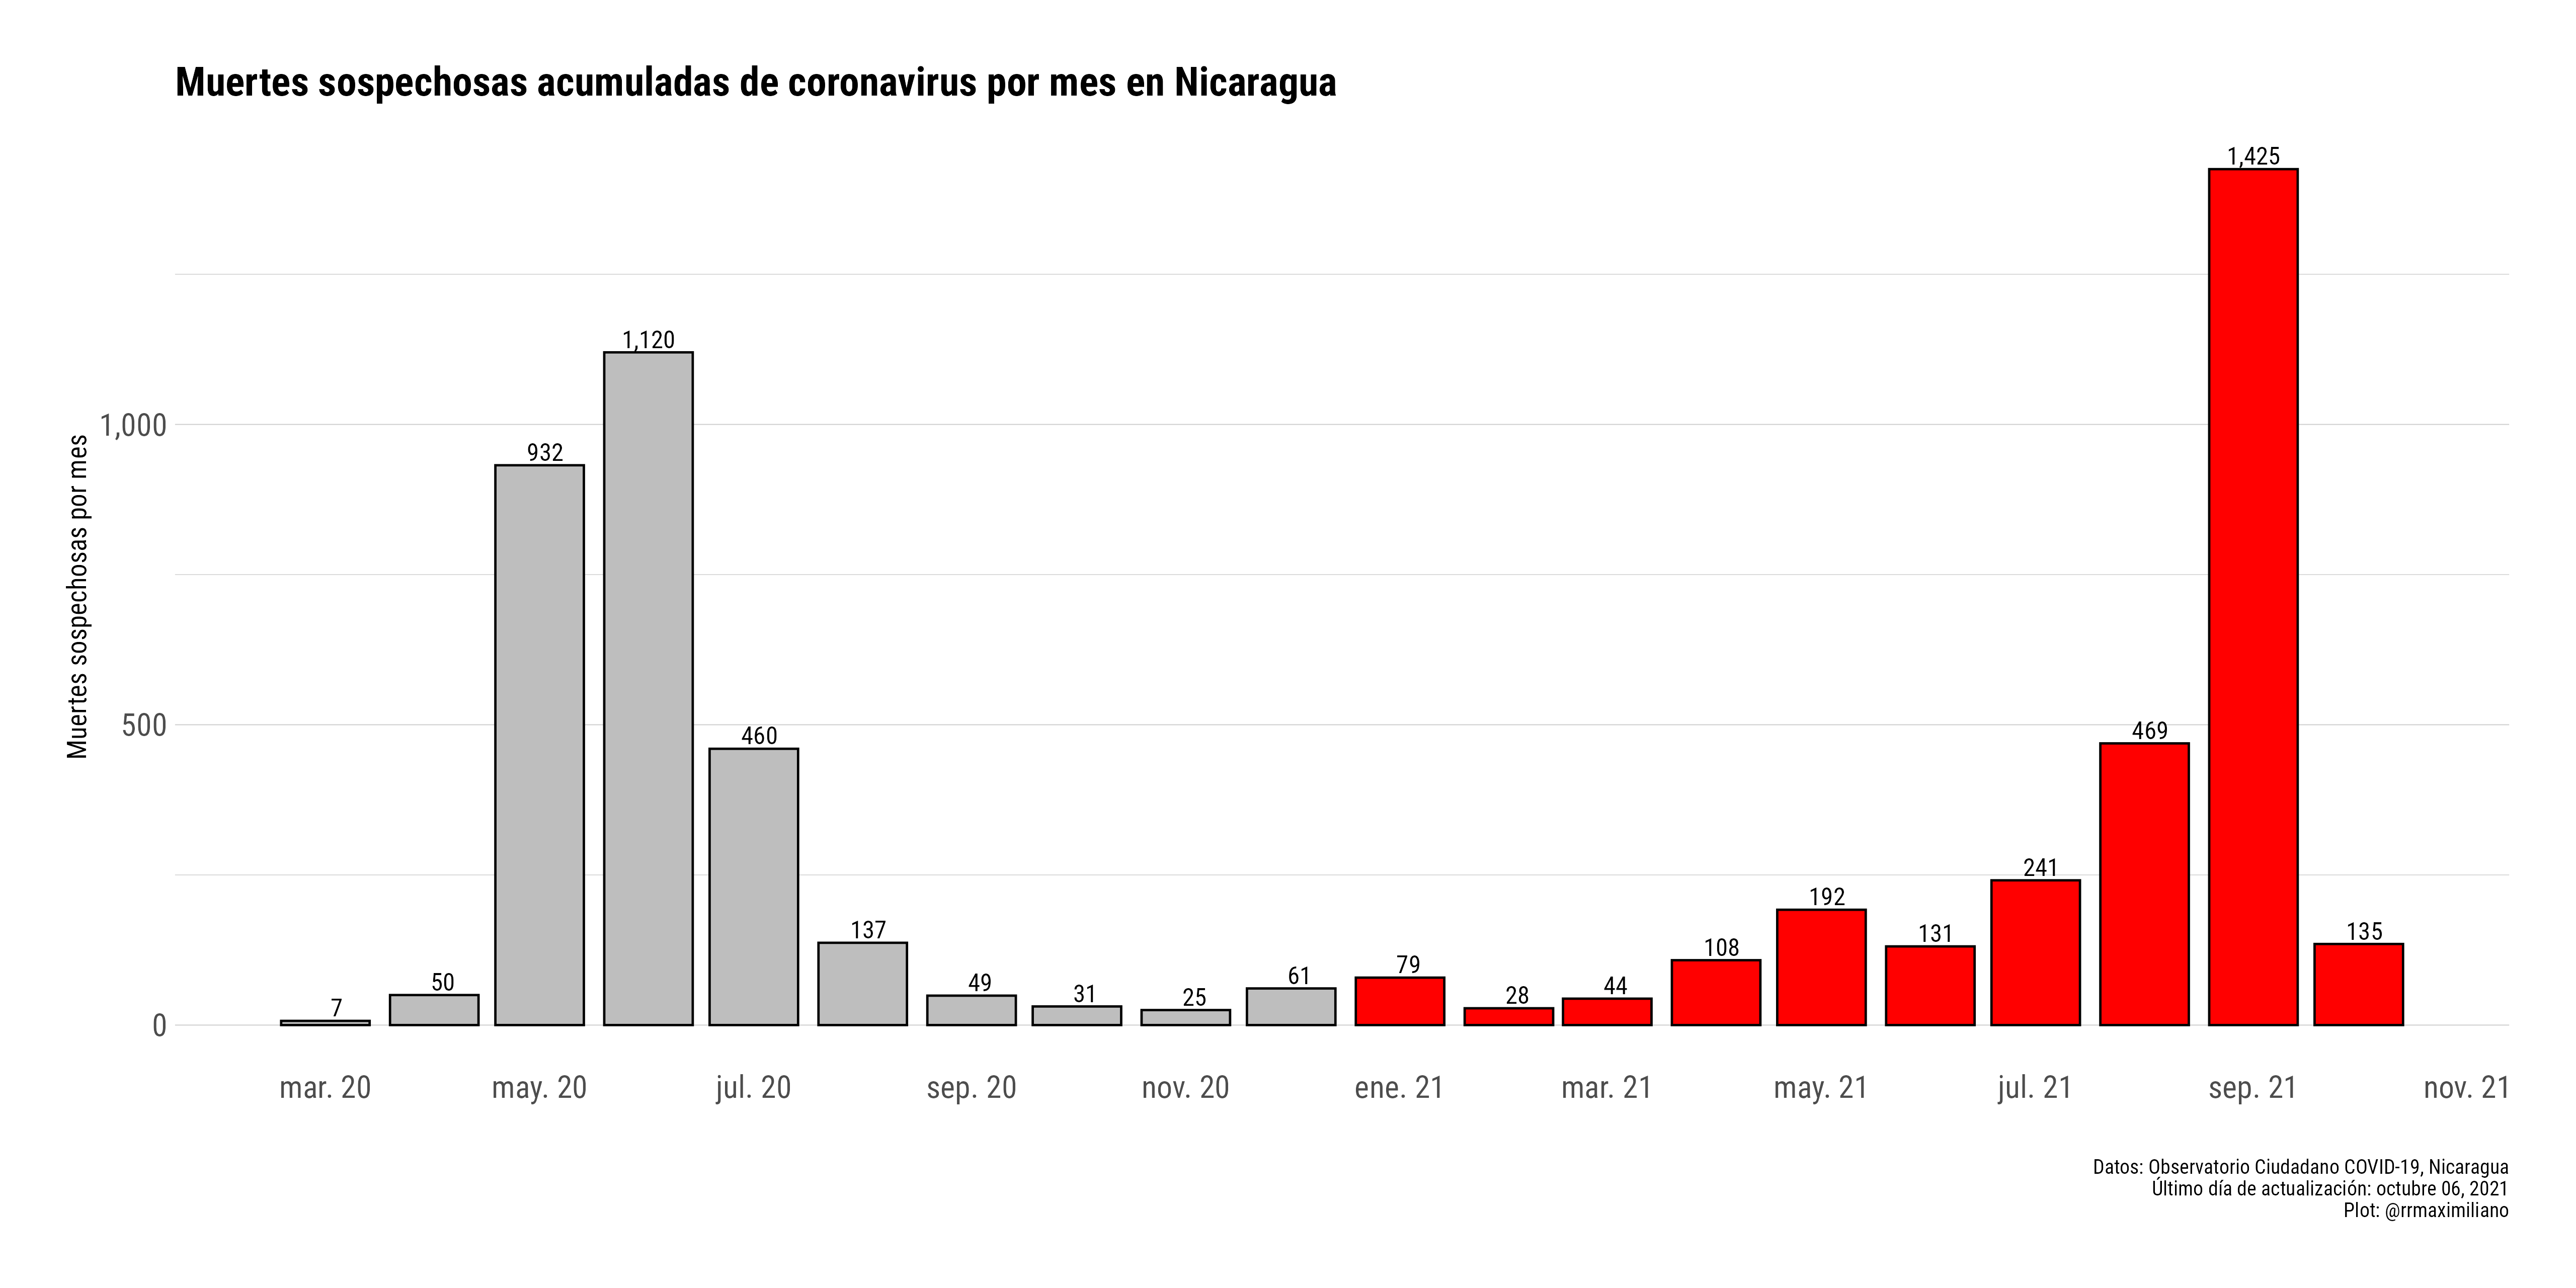 Muertes sospechosas acumuladas de coronavirus por mes en Nicaragua
Muertes sospechosas por mes
1,000
500
0
7
50
932
1,120
460
137
49
31
25
61
79
28
44
108
192
131
241
469
1,425
135
mar. 20
may. 20
jul. 20
sep. 20
nov. 20
ene. 21
mar. 21
may. 21
jul. 21
sep. 21
nov. 21
Datos: Observatorio Ciudadano COVID-19, Nicaragua
Último día de actualización: octubre 06, 2021
Plot: @rrmaximiliano